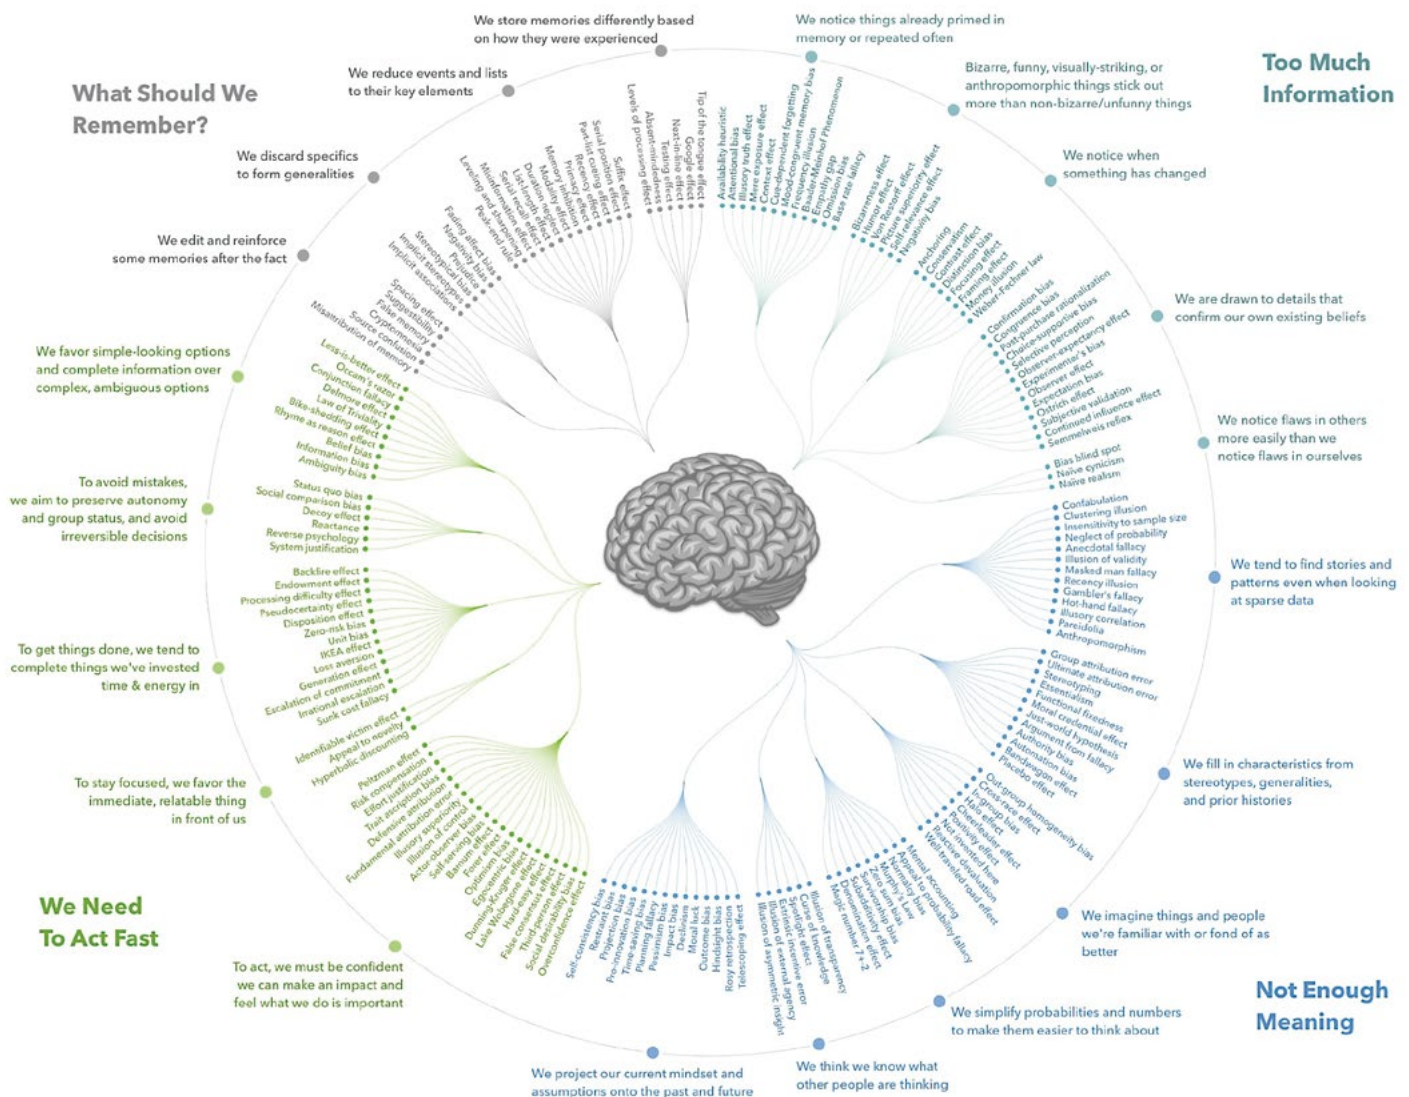 What Should We
Remember?
We store memories differently based
on how they were experienced
We reduce events and lists
to their key elements
We discard specifics
to form generalities
We edit and reinforce
some memories after the fact
Tip of the tongue effect
Google effect
Next-in-line effect
Testing effect
Absent-mindedness
Levels of processing effect
Suffix effect
Serial position effect
Part-list cueing effect
Recency effect
Primacy effect
Memory inhibition
Modality effect
Duration neglect
List-length effect
Serial recall effect
Misinformation effect
Leveling and sharpening
Peak-end rule
Fading affect bias
Negativity bias
Prejudice
Stereotypical bias
Implicit stereotypes
Implicit associations
Spacing effect
Suggestibility
False memory
Cryptomnesia
Source confusion
Misattribution of memory
Too Much
Information
We notice things already primed in
memory or repeated often
Bizarre, funny, visually-striking, or
anthropomorphic things stick out
more than non-bizarre/unfunny things
We notice when
something has changed
We are drawn to details that
confirm our own existing beliefs
We notice flaws in others
more easily than we
notice flaws in ourselves
Availability heuristic
Attentional bias
Illusory truth effect
Mere exposure effect
Context effect
Cue-dependent forgetting
Mood-congruent memory bias
Frequency illusion
Baader-Meinhof Phenomenon
Empathy gap
Omission bias
Base rate fallacy
Bizarreness effect
Humor effect
Von Restorff effect
Picture superiority effect
Self-relevance effect
Negativity bias
Anchoring
Conservatism
Contrast effect
Distinction bias
Focusing effect
Framing effect
Money illusion
Weber-Fechner law
Confirmation bias
Congruence bias
Post-purchase rationalization
Choice-supportive bias
Selective perception
Observer-expectancy effect
Experimenter's bias
Observer effect
Expectation bias
Ostrich effect
Subjective validation
Continued influence effect
Semmelweis reflex
Bias blind spot
Naïve cynicism
Naïve realism
We tend to find stories and
patterns even when looking
at sparse data
We fill in characteristics from
stereotypes, generalities,
and prior histories
We imagine things and people
we're familiar with or fond of as
better
We simplify probabilities and numbers
to make them easier to think about
We think we know what
other people are thinking
We project our current mindset and
assumptions onto the past and future
Not Enough
Meaning
Confabulation
Clustering illusion
Insensitivity to sample size
Neglect of probability
Anecdotal fallacy
Illusion of validity
Masked man fallacy
Recency illusion
Gambler's fallacy
Hot-hand fallacy
Illusory correlation
Pareidolia
Anthropomorphism
Group attribution error
Ultimate attribution error
Stereotyping
Essentialism
Functional fixedness
Moral credential effect
Just-world hypothesis
Argument from fallacy
Authority bias
Automation bias
Bandwagon effect
Placebo effect
Out-group homogeneity bias
Cross-race effect
In-group bias
Halo effect
Cheerleader effect
Positivity effect
Not invented here
Reactive devaluation
Well-traveled road effect
Mental accounting
Appeal to probability fallacy
Normalcy bias
Murphy's Law
Zero sum bias
Survivorship bias
Subadditivity effect
Denomination effect
Magic number 7+-2
Illusion of transparency
Curse of knowledge
Spotlight effect
Extrinsic incentive error
Illusion of external agency
Illusion of asymmetric insight
Telescoping effect
Rosy retrospection
Hindsight bias
Outcome bias
Moral luck
Declinism
Impact bias
Pessimism bias
Planning fallacy
Time-saving bias
Pro-innovation bias
Projection bias
Restraint bias
Self-consistency bias
We favor simple-looking options
and complete information over
complex, ambiguous options
To avoid mistakes,
we aim to preserve autonomy
and group status, and avoid
irreversible decisions
To get things done, we tend to
complete things we've invested
time & energy in
To stay focused, we favor the
immediate, relatable thing
in front of us
We Need
To Act Fast
To act, we must be confident
we can make an impact and
feel what we do is important
Less-is-better effect
Occam's razor
Conjunction fallacy
Delmore effect
Law of Triviality
Bike-shedding effect
Rhyme as reason effect
Belief bias
Information bias
Ambiguity bias
Status quo bias
Social comparison bias
Decoy effect
Reactance
Reverse psychology
System justification
Backfire effect
Endowment effect
Processing difficulty effect
Pseudocertainty effect
Disposition effect
Zero-risk bias
Unit bias
IKEA effect
Loss aversion
Generation effect
Escalation of commitment
Irrational escalation
Sunk cost fallacy
Identifiable victim effect
Appeal to novelty
Hyperbolic discounting
Peltzman effect
Risk compensation
Effort justification
Trait ascription bias
Defensive attribution
Fundamental attribution error
Illusory superiority
Illusion of control
Actor-observer bias
Self-serving bias
Barnum effect
Forer effect
Optimism bias
Egocentric bias
Dunning-Kruger effect
Lake Wobegone effect
Hard-easy effect
False consensus effect
Third-person effect
Social desirability bias
Overconfidence effect